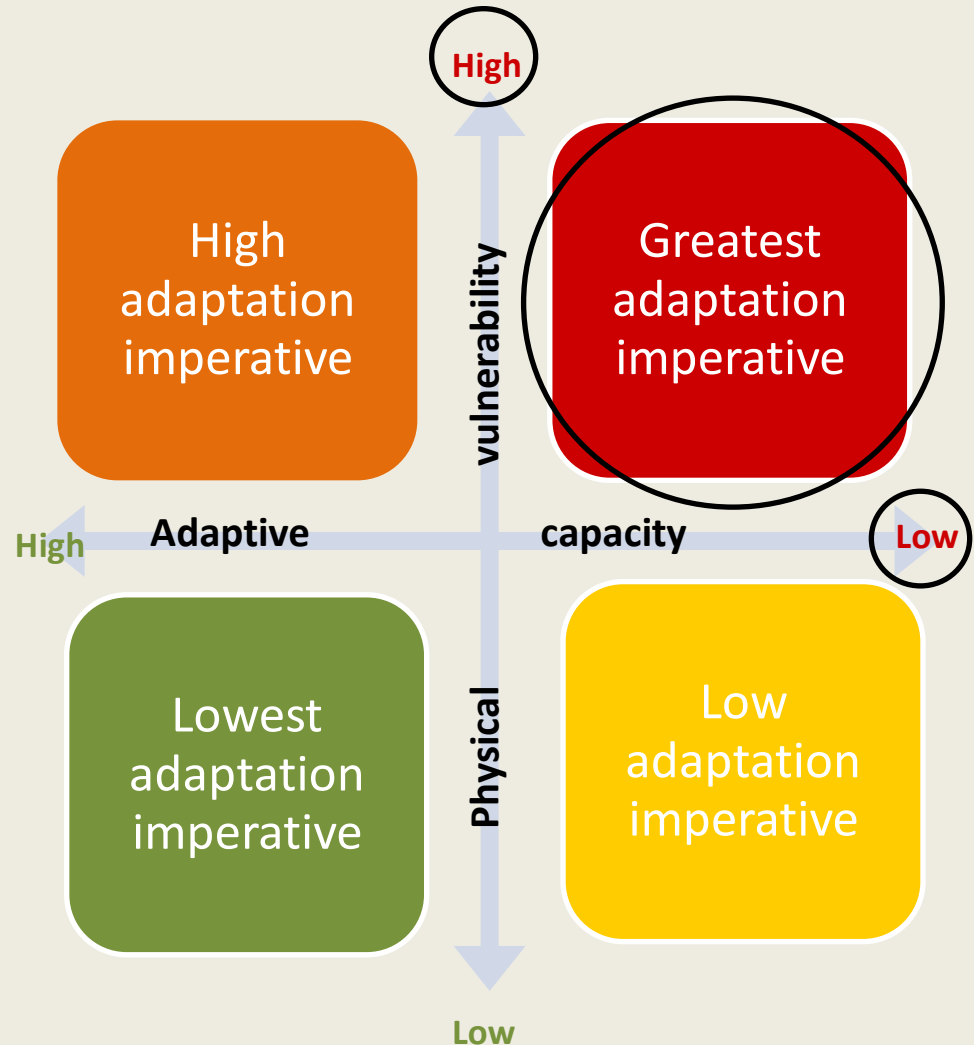 High
High
adaptation
imperative
Greatest
adaptation
imperative
Physical vulnerability
High
Adaptive capacity
Low
Lowest
adaptation
imperative
Low
adaptation
imperative
Low